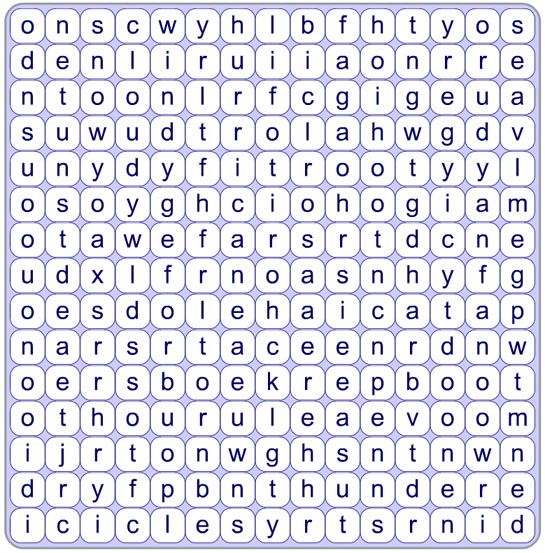 o n s c w y h l b f h t y o s
d e n l i r u i i a o n r r e
n t o o n l r f c g i g e u a
s u w u d t r o l a h w g d v
u n y d y f i t r o o t y y l
o s o y g h c i o h o g i a m
o t a w e f a r s r t d c n e
u d x l f r n o a s n h y f g
o e s d o l e h a i c a t a p
n a r s r t a c e e n r d n w
o e r s b o e k r e p b o o t
o t h o u r u l e a e v o o m
i j r t o n w g h s n t n w n
d r y f p b n t h u n d e r e
i c i c l e s y r t s r n i d